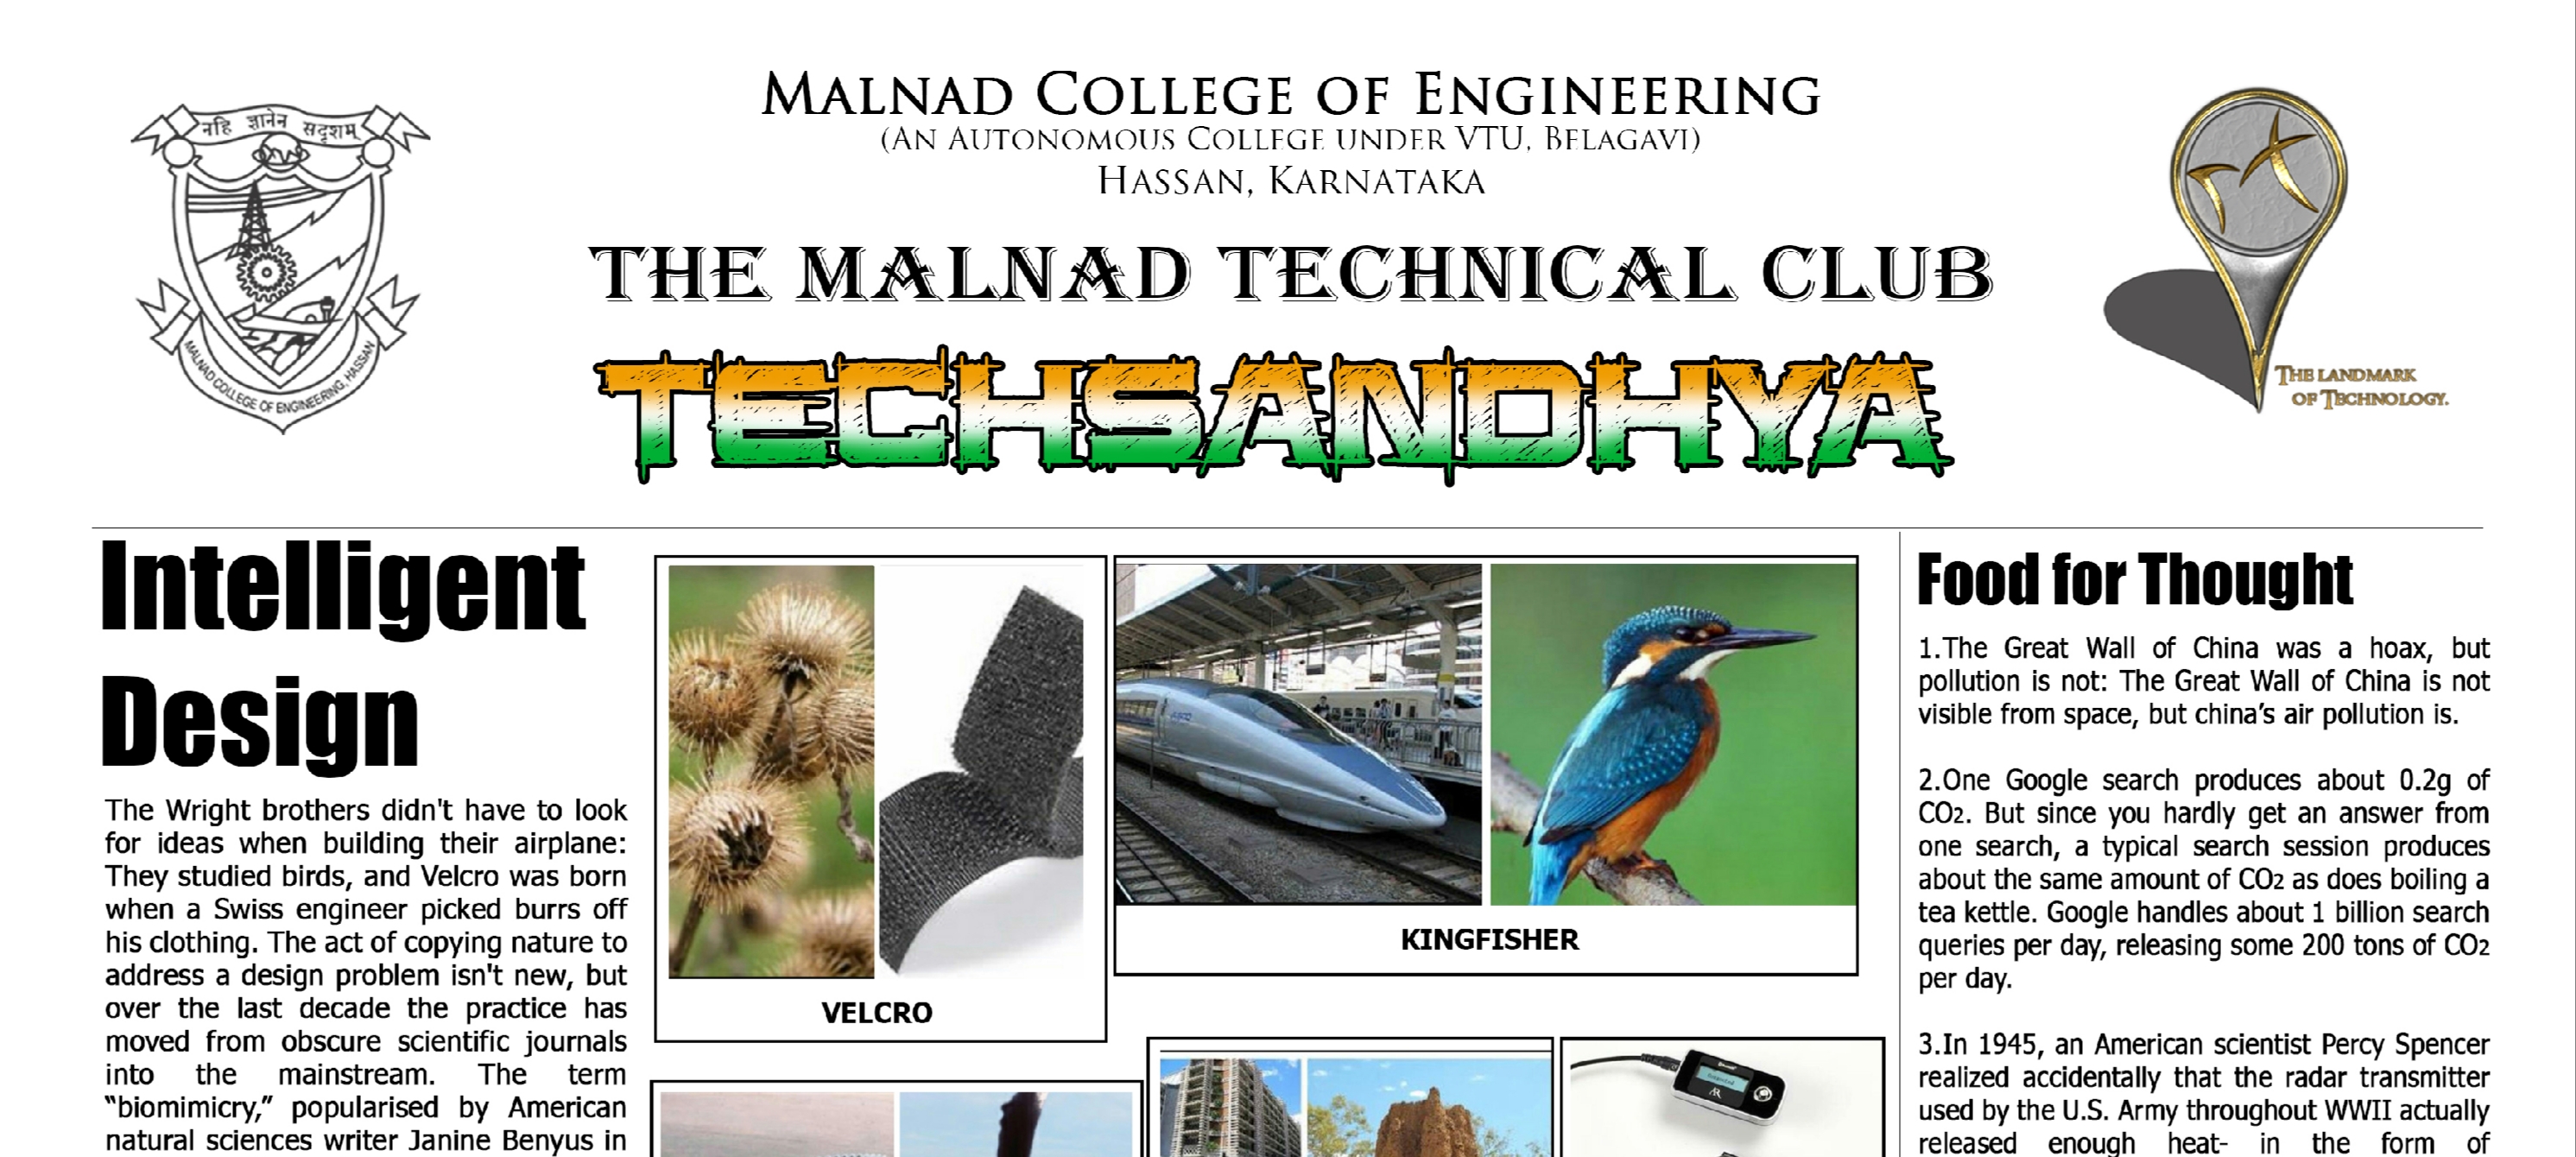 नहि ज्ञानेन सदृशम्
MALNAD COLLEGE OF ENGINEERING, HASSAN
MALNAD COLLEGE OF ENGINEERING
(AN AUTONOMOUS COLLEGE UNDER VTU, BELAGAVI)
HASSAN, KARNATAKA
THE MALNAD TECHNICAL CLUB
TECHSANDHYA
THE LANDMARK
OF TECHNOLOGY.
Intelligent
Design
The Wright brothers didn't have to look
for ideas when building their airplane:
They studied birds, and Velcro was born
when a Swiss engineer picked burrs off
his clothing. The act of copying nature to
address a design problem isn't new, but
over the last decade the practice has
moved from obscure scientific journals
into the mainstream. The term
“biomimicry,” popularised by American
natural sciences writer Janine Benyus in
VELCRO
KINGFISHER
Food for Thought
1.The Great Wall of China was a hoax, but
pollution is not: The Great Wall of China is not
visible from space, but china’s air pollution is.
2.One Google search produces about 0.2g of
CO2. But since you hardly get an answer from
one search, a typical search session produces
about the same amount of CO2 as does boiling a
tea kettle. Google handles about 1 billion search
queries per day, releasing some 200 tons of CO2
per day.
3.In 1945, an American scientist Percy Spencer
realized accidentally that the radar transmitter
used by the U.S. Army throughout WWII actually
released enough heat- in the form of